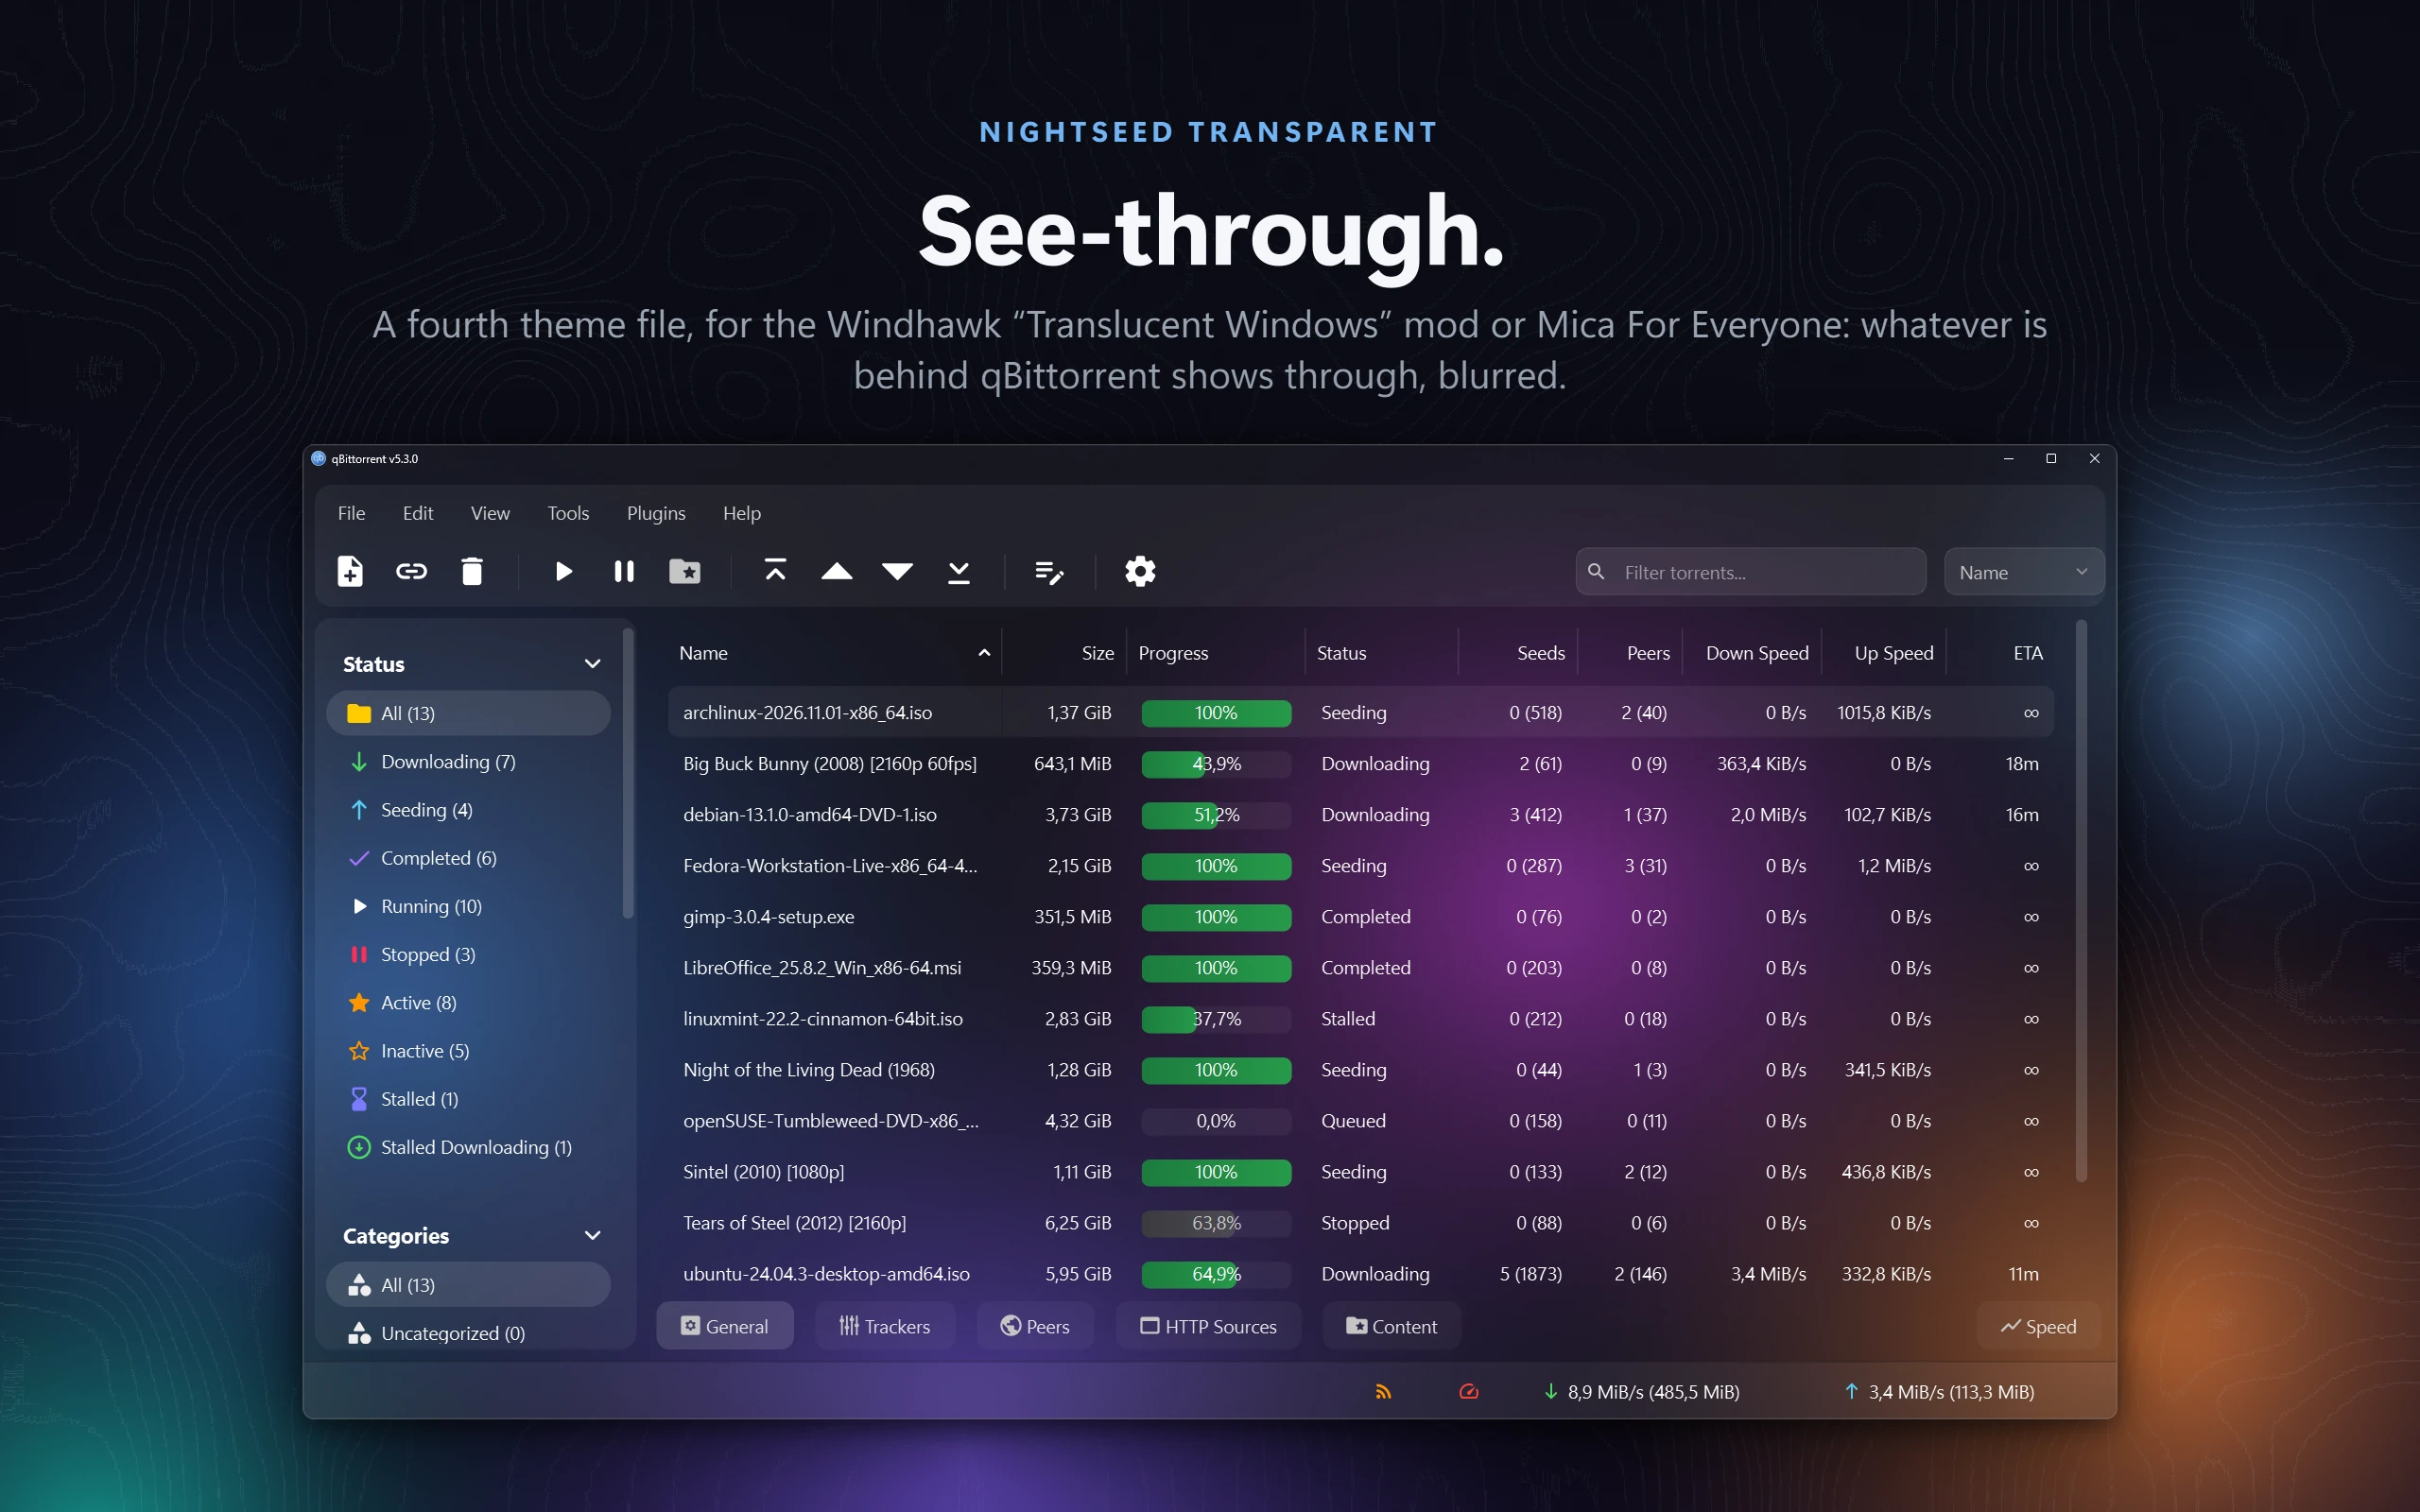 NIGHTSEED TRANSPARENT
See-through.
A fourth theme file, for the Windhawk “Translucent Windows” mod or Mica For Everyone: whatever is
behind qBittorrent shows through, blurred.
qb qBittorrent v5.3.0
File Edit View Tools Plugins Help
Filter torrents... Name
Status
All (13)
Downloading (7)
Seeding (4)
Completed (6)
Running (10)
Stopped (3)
Active (8)
Inactive (5)
Stalled (1)
Stalled Downloading (1)
Categories
All (13)
Uncategorized (0)
Name Size Progress Status Seeds Peers Down Speed Up Speed ETA
archlinux-2026.11.01-x86_64.iso 1,37 GiB 100% Seeding 0 (518) 2 (40) 0 B/s 1015,8 KiB/s ∞
Big Buck Bunny (2008) [2160p 60fps] 643,1 MiB 43,9% Downloading 2 (61) 0 (9) 363,4 KiB/s 0 B/s 18m
debian-13.1.0-amd64-DVD-1.iso 3,73 GiB 51,2% Downloading 3 (412) 1 (37) 2,0 MiB/s 102,7 KiB/s 16m
Fedora-Workstation-Live-x86_64-4... 2,15 GiB 100% Seeding 0 (287) 3 (31) 0 B/s 1,2 MiB/s ∞
gimp-3.0.4-setup.exe 351,5 MiB 100% Completed 0 (76) 0 (2) 0 B/s 0 B/s ∞
LibreOffice_25.8.2_Win_x86-64.msi 359,3 MiB 100% Completed 0 (203) 0 (8) 0 B/s 0 B/s ∞
linuxmint-22.2-cinnamon-64bit.iso 2,83 GiB 37,7% Stalled 0 (212) 0 (18) 0 B/s 0 B/s ∞
Night of the Living Dead (1968) 1,28 GiB 100% Seeding 0 (44) 1 (3) 0 B/s 341,5 KiB/s ∞
openSUSE-Tumbleweed-DVD-x86_... 4,32 GiB 0,0% Queued 0 (158) 0 (11) 0 B/s 0 B/s ∞
Sintel (2010) [1080p] 1,11 GiB 100% Seeding 0 (133) 2 (12) 0 B/s 436,8 KiB/s ∞
Tears of Steel (2012) [2160p] 6,25 GiB 63,8% Stopped 0 (88) 0 (6) 0 B/s 0 B/s ∞
ubuntu-24.04.3-desktop-amd64.iso 5,95 GiB 64,9% Downloading 5 (1873) 2 (146) 3,4 MiB/s 332,8 KiB/s 11m
General Trackers Peers HTTP Sources Content Speed
8,9 MiB/s (485,5 MiB) 3,4 MiB/s (113,3 MiB)